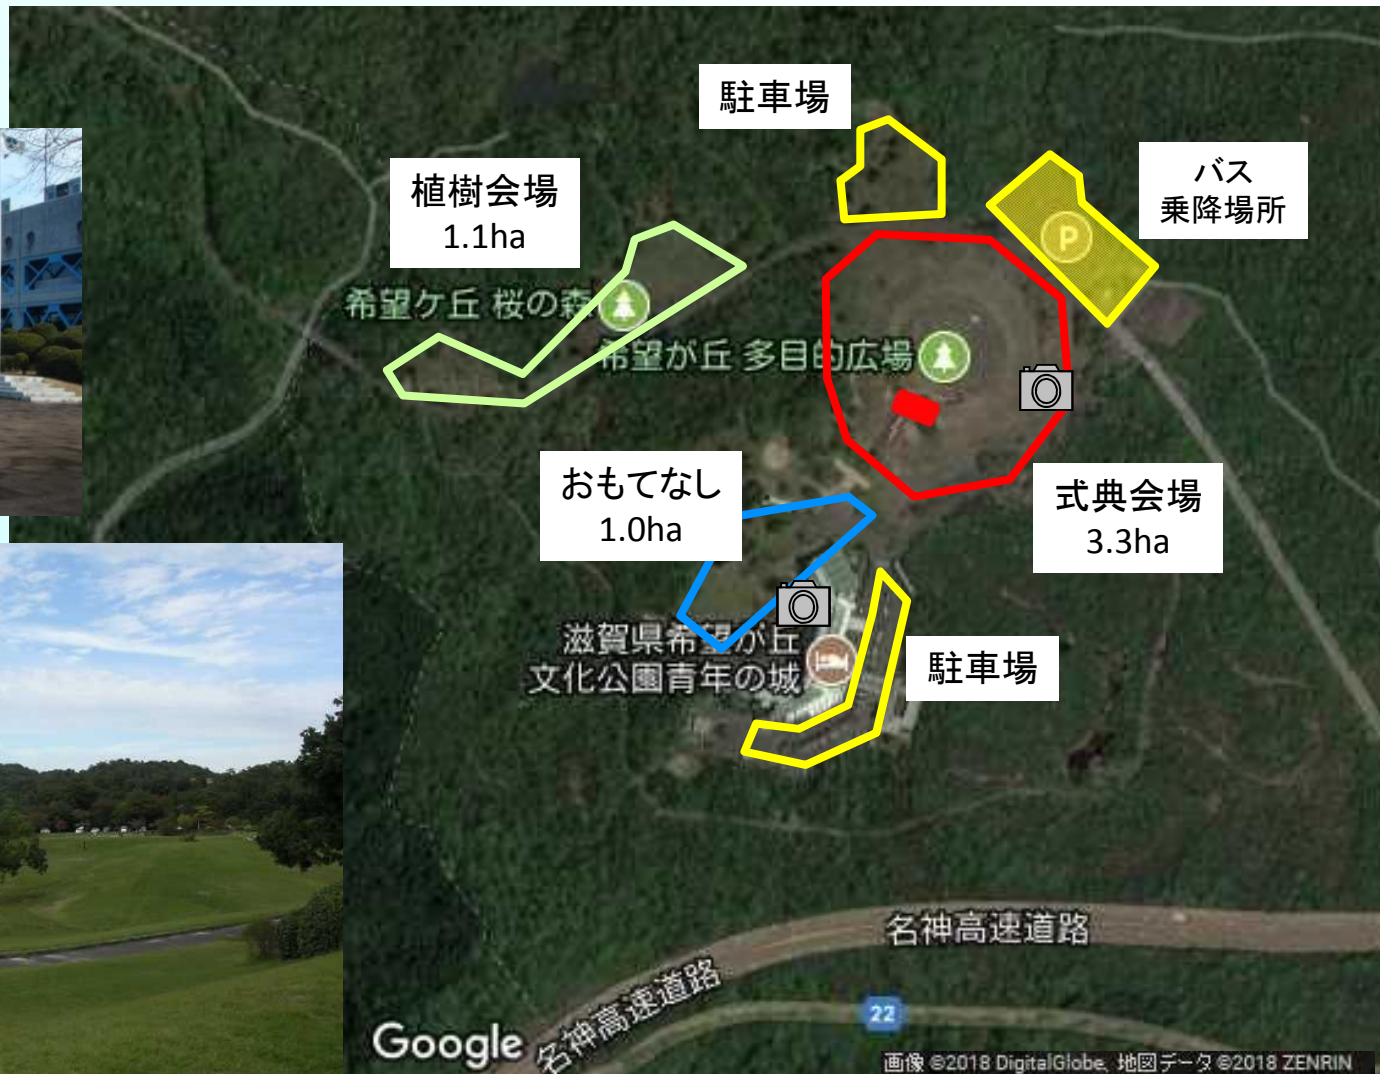 駐車場
バス
乗降場所
植樹会場
1.1ha
P
希望ケ丘 桜の森
希望が丘 多目的広場
おもてなし
1.0ha
式典会場
3.3ha
滋賀県希望が丘
文化公園青年の城
駐車場
名神高速道路
名神高速道路
22
Google
画像 ©2018 DigitalGlobe、地図データ ©2018 ZENRIN